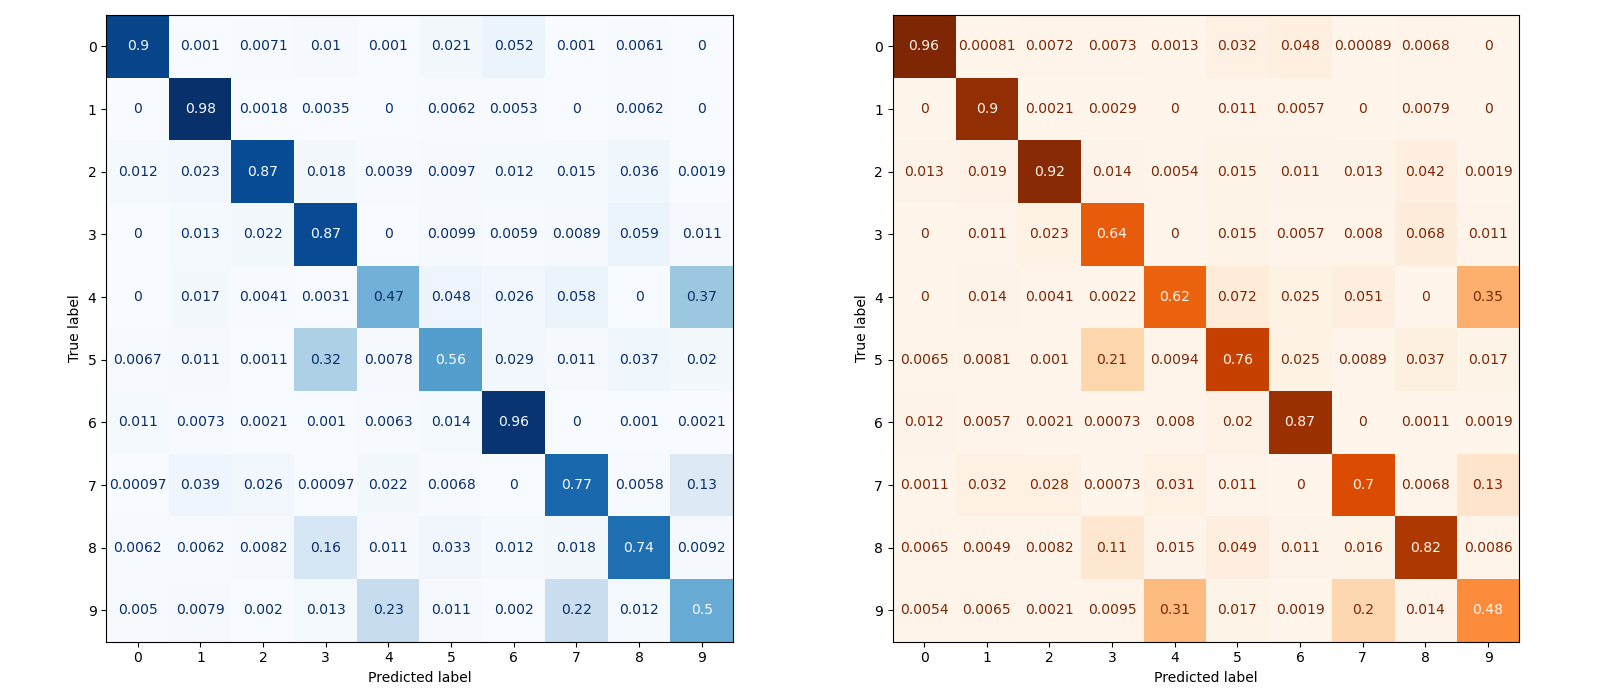 0 0.9 0.001 0.0071 0.01 0.001 0.021 0.052 0.001 0.0061 0
1 0 0.98 0.0018 0.0035 0 0.0062 0.0053 0 0.0062 0
2 0.012 0.023 0.87 0.018 0.0039 0.0097 0.012 0.015 0.036 0.0019
3 0 0.013 0.022 0.87 0 0.0099 0.0059 0.0089 0.059 0.011
4 0 0.017 0.0041 0.0031 0.47 0.048 0.026 0.058 0 0.37
5 0.0067 0.011 0.0011 0.32 0.0078 0.56 0.029 0.011 0.037 0.02
6 0.011 0.0073 0.0021 0.001 0.0063 0.014 0.96 0 0.001 0.0021
7 0.00097 0.039 0.026 0.00097 0.022 0.0068 0 0.77 0.0058 0.13
8 0.0062 0.0062 0.0082 0.16 0.011 0.033 0.012 0.018 0.74 0.0092
9 0.005 0.0079 0.002 0.013 0.23 0.011 0.002 0.22 0.012 0.5
0 1 2 3 4 5 6 7 8 9
Predicted label
True label
0 0.96 0.00081 0.0072 0.0073 0.0013 0.032 0.048 0.00089 0.0068 0
1 0 0.9 0.0021 0.0029 0 0.011 0.0057 0 0.0079 0
2 0.013 0.019 0.92 0.014 0.0054 0.015 0.011 0.013 0.042 0.0019
3 0 0.011 0.023 0.64 0 0.015 0.0057 0.008 0.068 0.011
4 0 0.014 0.0041 0.0022 0.62 0.072 0.025 0.051 0 0.35
5 0.0065 0.0081 0.001 0.21 0.0094 0.76 0.025 0.0089 0.037 0.017
6 0.012 0.0057 0.0021 0.00073 0.008 0.02 0.87 0 0.0011 0.0019
7 0.0011 0.032 0.028 0.00073 0.031 0.011 0 0.7 0.0068 0.13
8 0.0065 0.0049 0.0082 0.11 0.015 0.049 0.011 0.016 0.82 0.0086
9 0.0054 0.0065 0.0021 0.0095 0.31 0.017 0.0019 0.2 0.014 0.48
0 1 2 3 4 5 6 7 8 9
Predicted label
True label